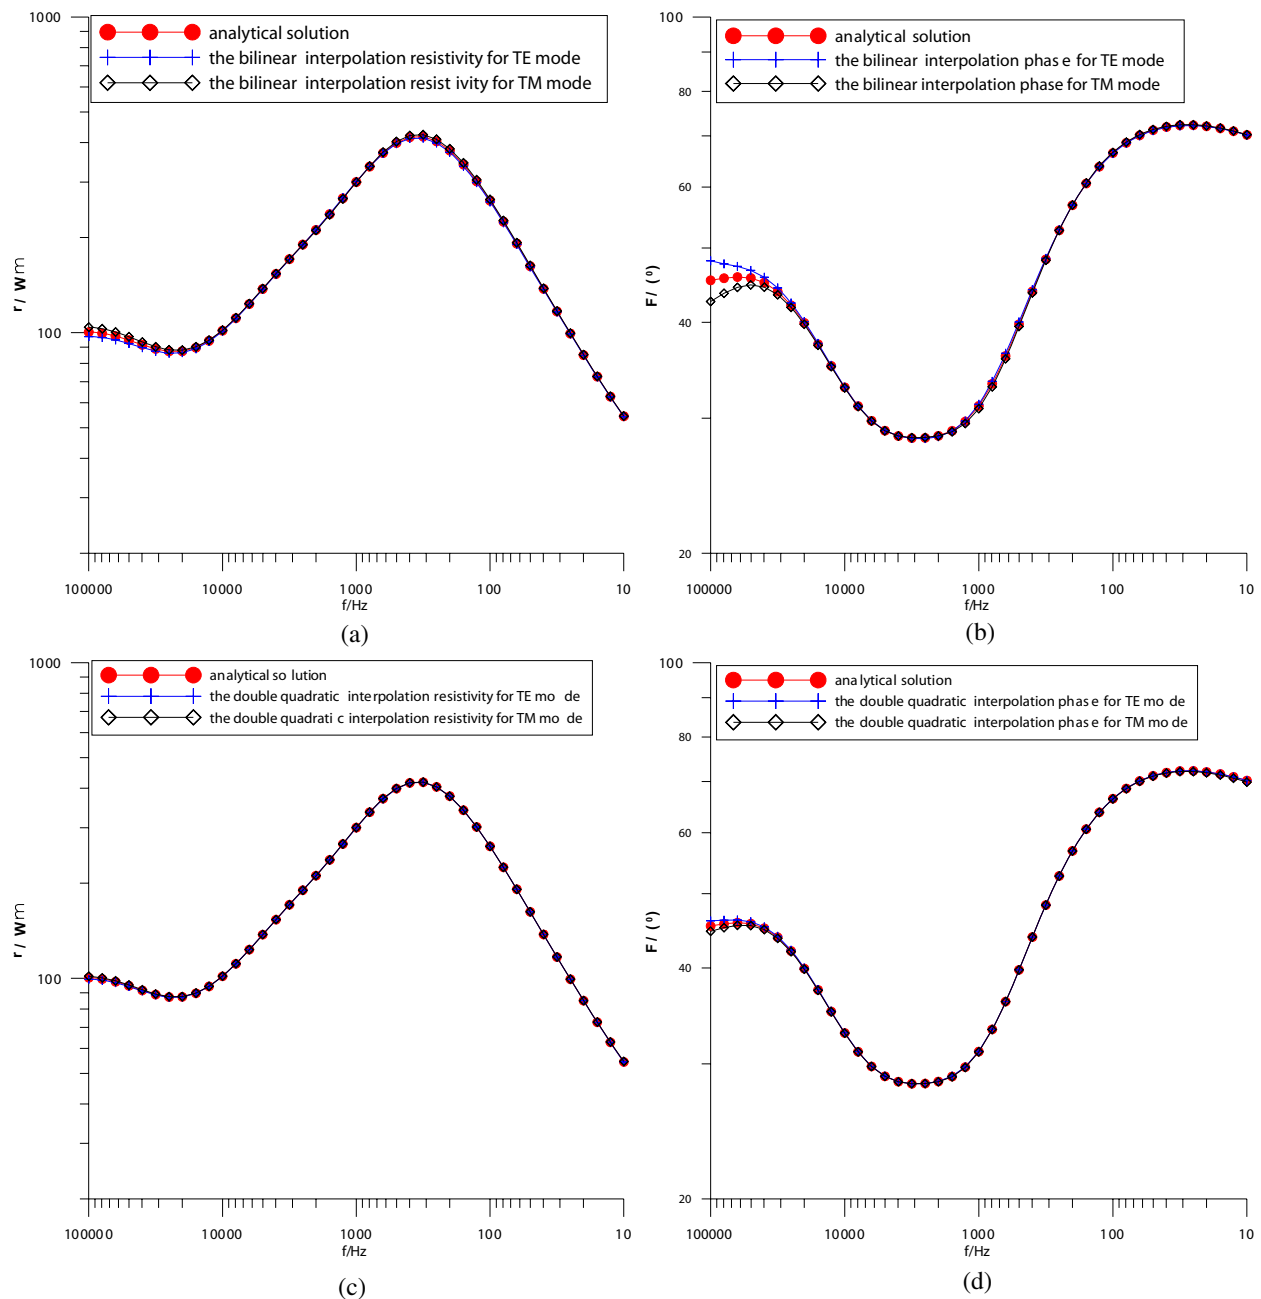 1000
analytical solution
the bilinear interpolation resistivity for TE mode
the bilinear interpolation resist ivity for TM mode
r / wm
100
100000 10000 1000 100 10
f/Hz
(a)
100
analytical solution
the bilinear interpolation phas e for TE mode
the bilinear interpolation phase for TM mode
80
60
F / (º)
40
20
100000 10000 1000 100 10
f/Hz
(b)
1000
analytical so lution
the double quadratic interpolation resistivity for TE mo de
the double quadrati c interpolation resistivity for TM mo de
r / wm
100
100000 10000 1000 100 10
f/Hz
(c)
100
analytical solution
the double quadratic interpolation phas e for TE mo de
the double quadratic interpolation phas e for TM mo de
80
60
F / (º)
40
20
100000 10000 1000 100 10
f/Hz
(d)